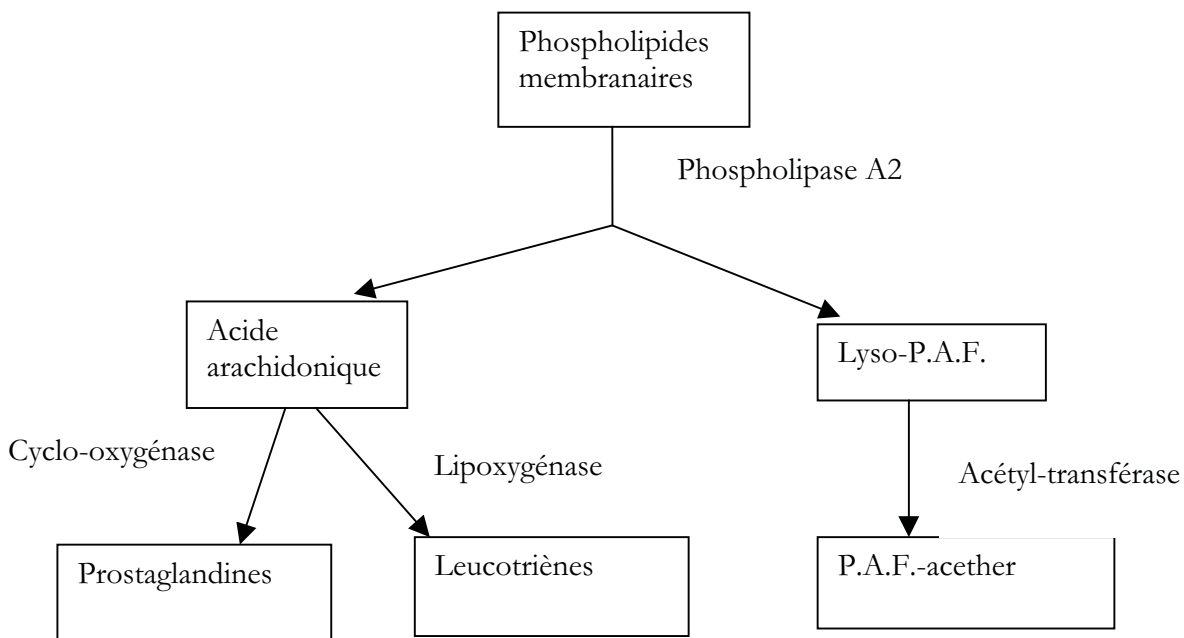 Phospholipides
membranaires
Phospholipase A2
Acide
arachidonique
Lyso-P.A.F.
Cyclo-oxygénase
Lipoxygénase
Acétyl-transférase
Prostaglandines
Leucotriènes
P.A.F.-acether